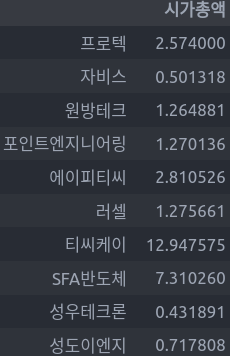 시가총액
프로텍 2.574000
자비스 0.501318
원방테크 1.264881
포인트엔지니어링 1.270136
에이피티씨 2.810526
러셀 1.275661
티씨케이 12.947575
SFA반도체 7.310260
성우테크론 0.431891
성도이엔지 0.717808